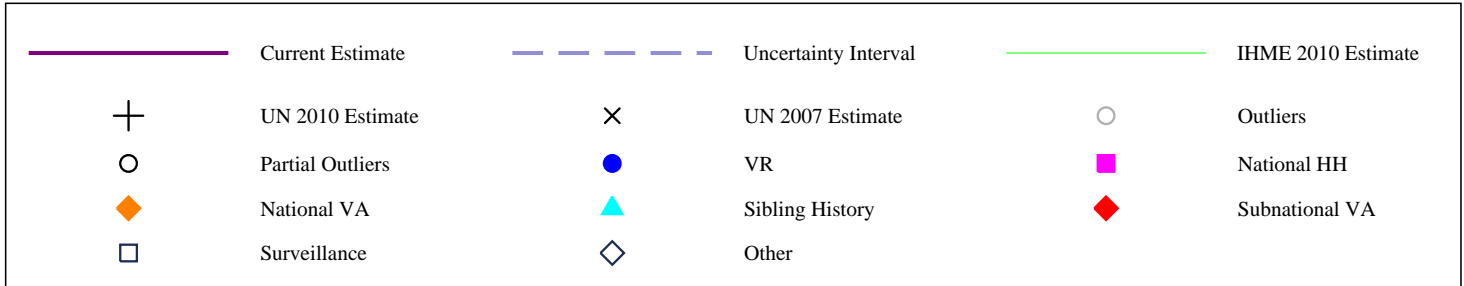 Current Estimate Uncertainty Interval IHME 2010 Estimate
UN 2010 Estimate UN 2007 Estimate Outliers
Partial Outliers VR National HH
National VA Sibling History Subnational VA
Surveillance Other